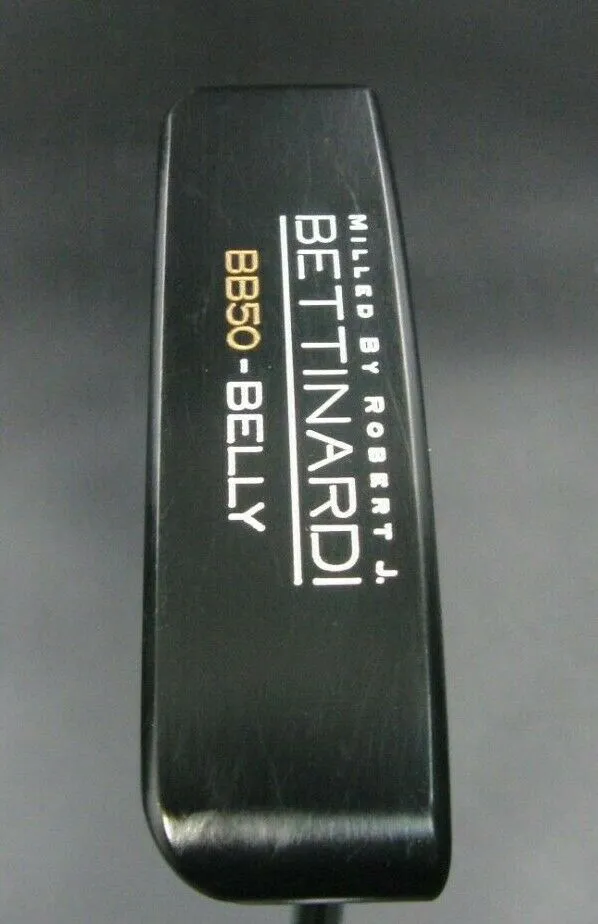 MILLED BY ROBERT J.
BETTINARDI
BB50-BELLY